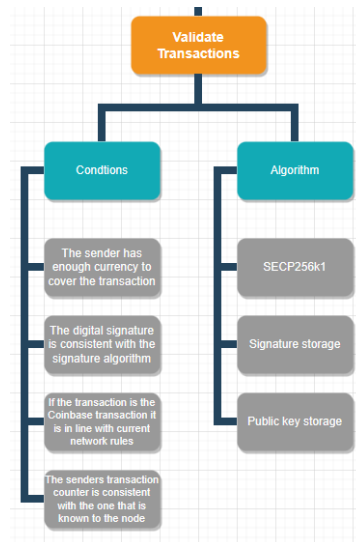 Validate
Transactions
Condtions
Algorithm
The sender has
enough currency to
cover the transaction
SECP256k1
The digital signature
is consistent with the
signature algorithm
Signature storage
If the transaction is the
Coinbase transaction it
is in line with current
network rules
Public key storage
The senders transaction
counter is consistent
with the one that is
known to the node